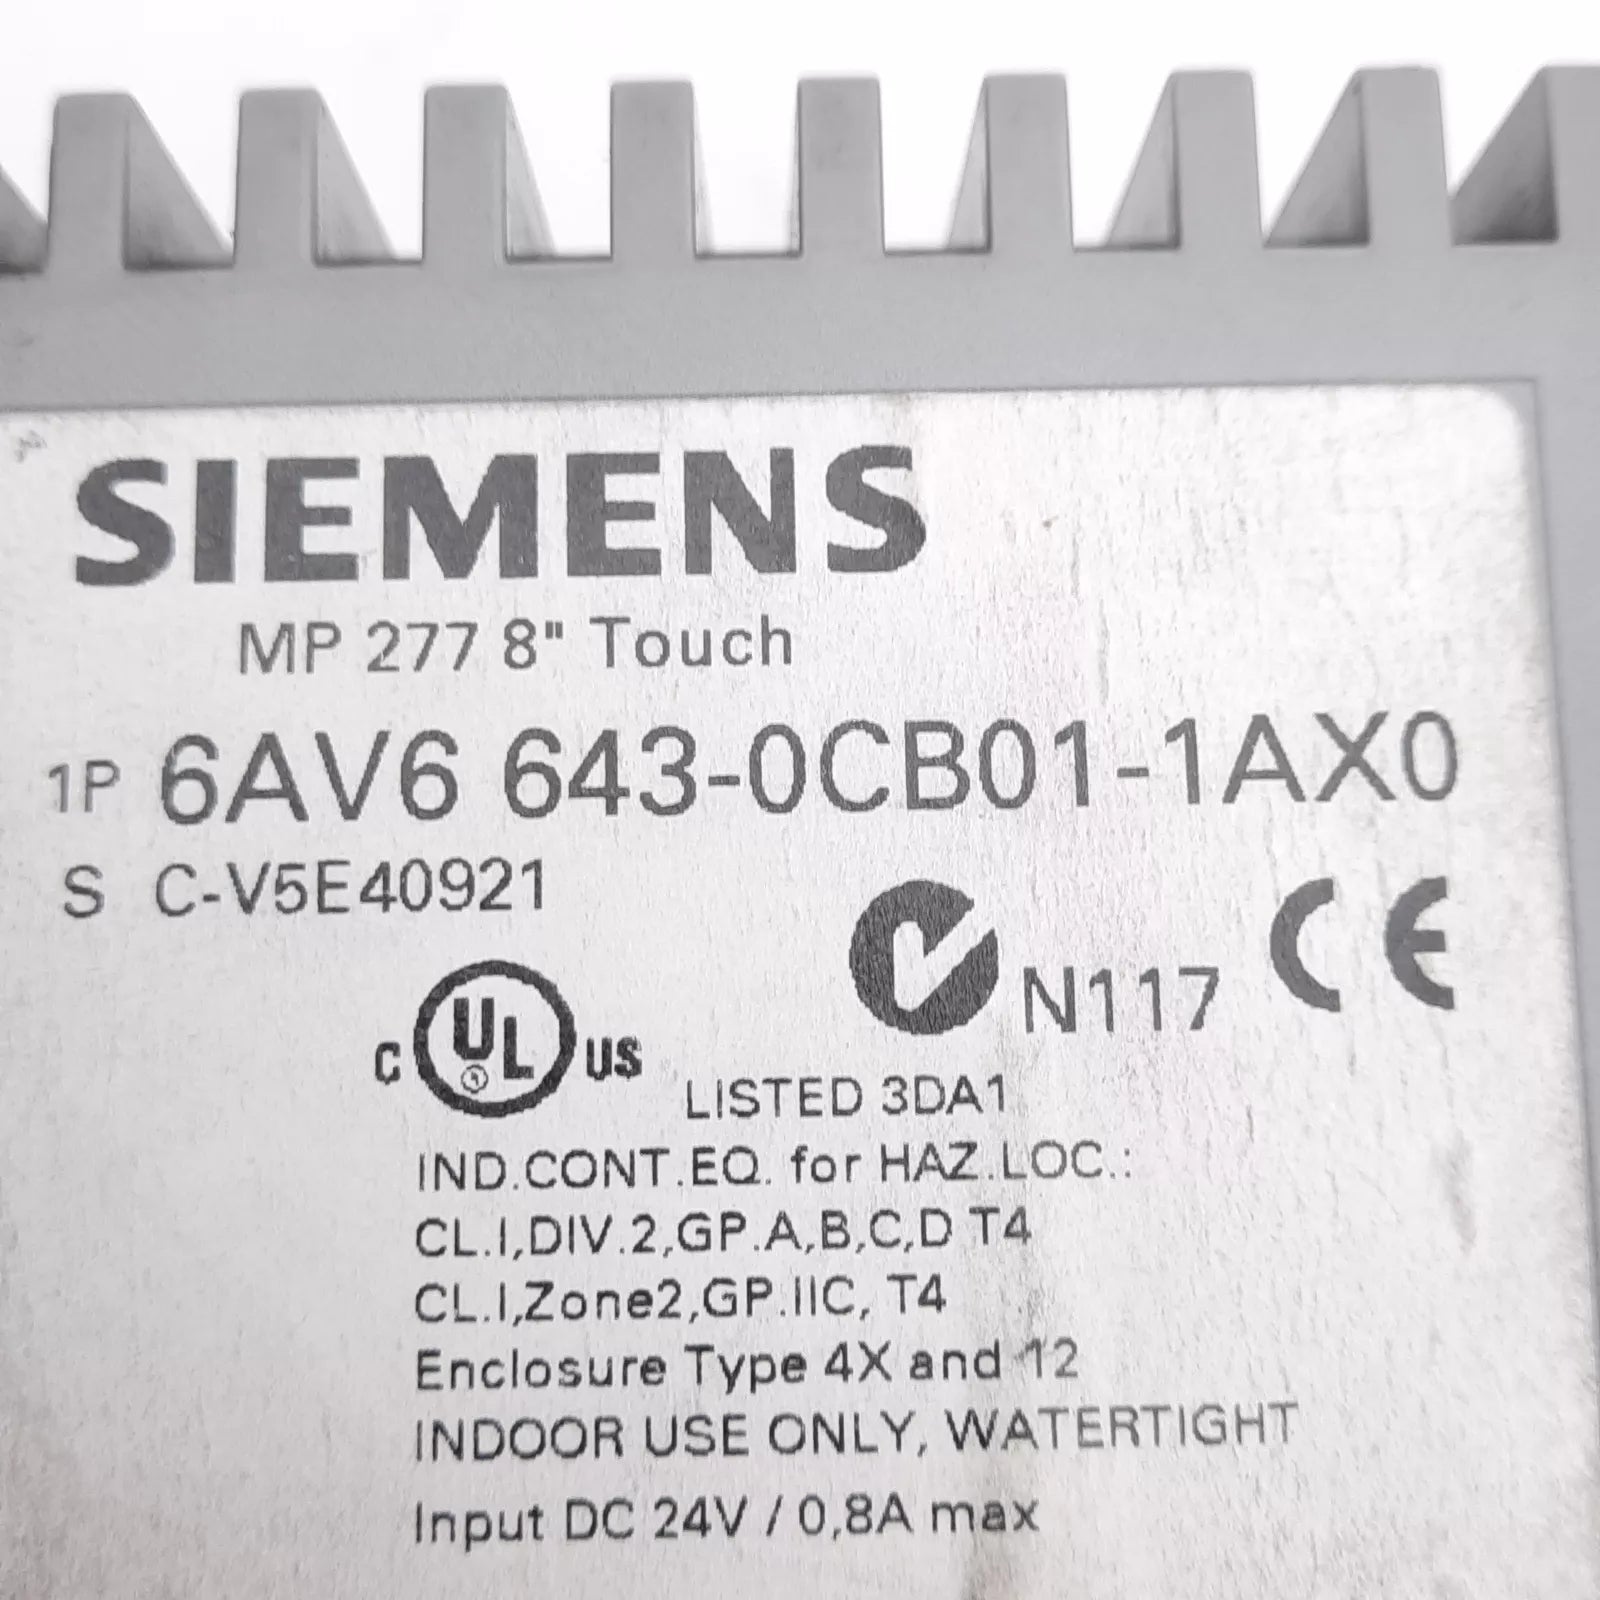 SIEMENS
MP 277 8" Touch
1P 6AV6 643-0CB01-1AX0
S C-V5E40921
N117 CE
C UL US
LISTED 3DA1
IND.CONT.EQ. for HAZ.LOC.:
CL.I,DIV.2,GP.A,B,C,D T4
CL.I,Zone2,GP.IIC, T4
Enclosure Type 4X and 12
INDOOR USE ONLY, WATERTIGHT
Input DC 24V / 0,8A max